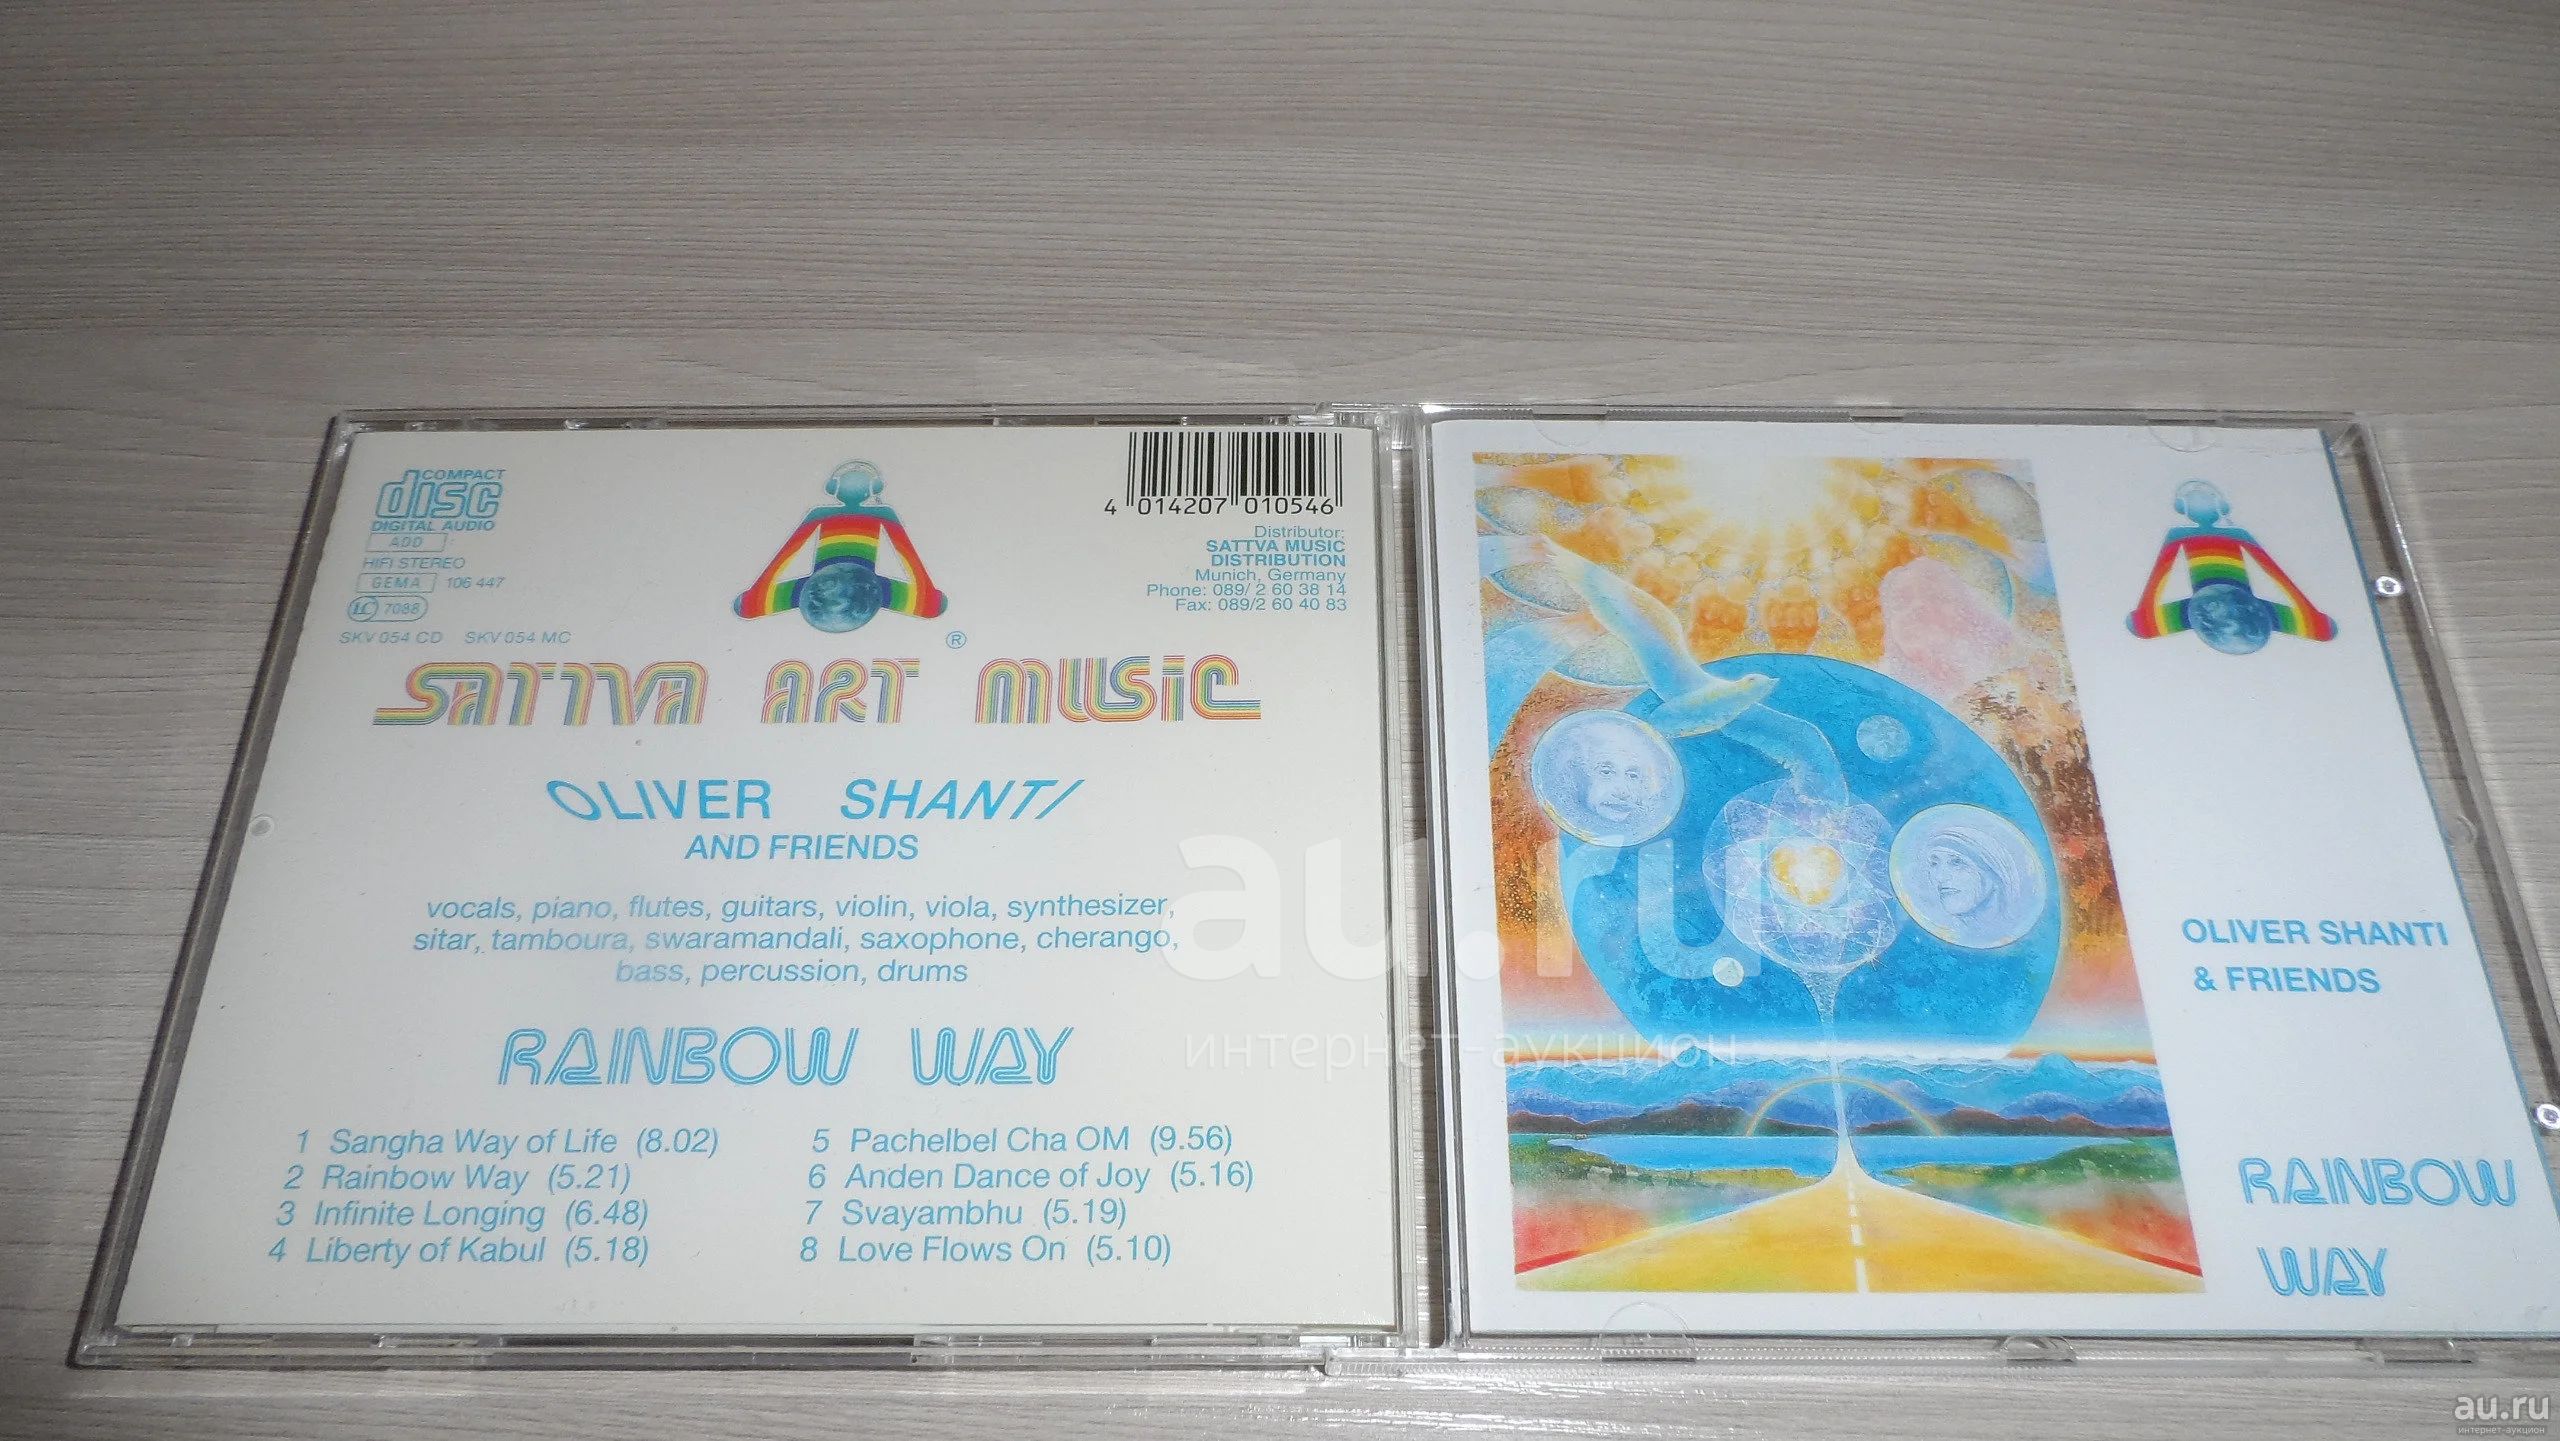 COMPACT
disc
DIGITAL AUDIO
ADD
HIFI STEREO
GEMA 106 447
LC 7088
SKV 054 CD SKV 054 MC
®
4 014207 010546
Distributor:
SATTVA MUSIC
DISTRIBUTION
Munich, Germany
Phone: 089/ 2 60 38 14
Fax: 089/2 60 40 83
SATTVA ART MUSIC
OLIVER SHANTI
AND FRIENDS
vocals, piano, flutes, guitars, violin, viola, synthesizer,
sitar, tamboura, swaramandali, saxophone, cherango,
bass, percussion, drums
RAINBOW WAY
1 Sangha Way of Life (8.02)
2 Rainbow Way (5.21)
3 Infinite Longing (6.48)
4 Liberty of Kabul (5.18)
5 Pachelbel Cha OM (9.56)
6 Anden Dance of Joy (5.16)
7 Svayambhu (5.19)
8 Love Flows On (5.10)
OLIVER SHANTI
& FRIENDS
RAINBOW
WAY
au.ru
интернет-аукцион
au.ru
интернет-аукцион